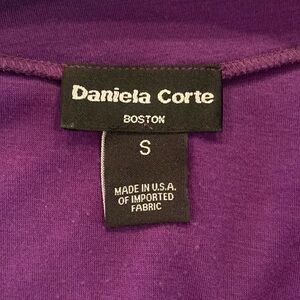 Daniela Corte
BOSTON
S
MADE IN U.S.A.
OF IMPORTED
FABRIC